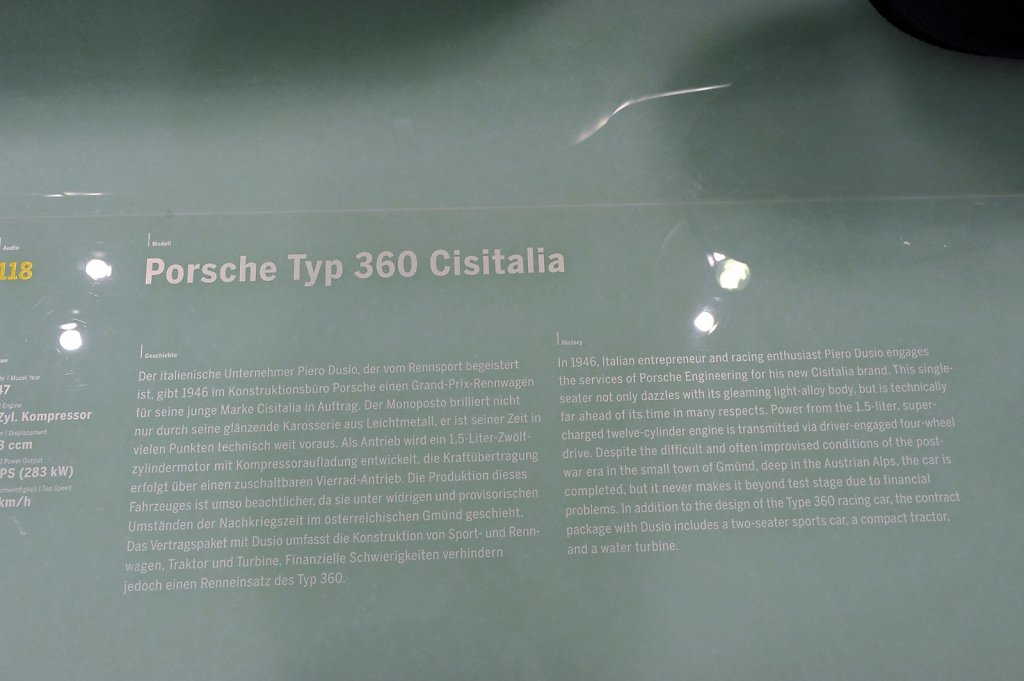 Audio
118
Modell
Porsche Typ 360 Cisitalia
Model Year
47
Engine
Zyl. Kompressor
Displacement
3 ccm
Power Output
PS (283 kW)
Top Speed
km/h
Geschichte
Der italienische Unternehmer Piero Dusio, der vom Rennsport begeistert
ist, gibt 1946 im Konstruktionsbüro Porsche einen Grand-Prix-Rennwagen
für seine junge Marke Cisitalia in Auftrag. Der Monoposto brilliert nicht
nur durch seine glänzende Karosserie aus Leichtmetall, er ist seiner Zeit in
vielen Punkten technisch weit voraus. Als Antrieb wird ein 1,5-Liter-Zwölf-
zylindermotor mit Kompressoraufladung entwickelt, die Kraftübertragung
erfolgt über einen zuschaltbaren Vierrad-Antrieb. Die Produktion dieses
Fahrzeuges ist umso beachtlicher, da sie unter widrigen und provisorischen
Umständen der Nachkriegszeit im österreichischen Gmünd geschieht.
Das Vertragspaket mit Dusio umfasst die Konstruktion von Sport- und Renn-
wagen, Traktor und Turbine. Finanzielle Schwierigkeiten verhindern
jedoch einen Renneinsatz des Typ 360.
History
In 1946, Italian entrepreneur and racing enthusiast Piero Dusio engages
the services of Porsche Engineering for his new Cisitalia brand. This single-
seater not only dazzles with its gleaming light-alloy body, but is technically
far ahead of its time in many respects. Power from the 1.5-liter, super-
charged twelve-cylinder engine is transmitted via driver-engaged four-wheel
drive. Despite the difficult and often improvised conditions of the post-
war era in the small town of Gmünd, deep in the Austrian Alps, the car is
completed, but it never makes it beyond test stage due to financial
problems. In addition to the design of the Type 360 racing car, the contract
package with Dusio includes a two-seater sports car, a compact tractor,
and a water turbine.